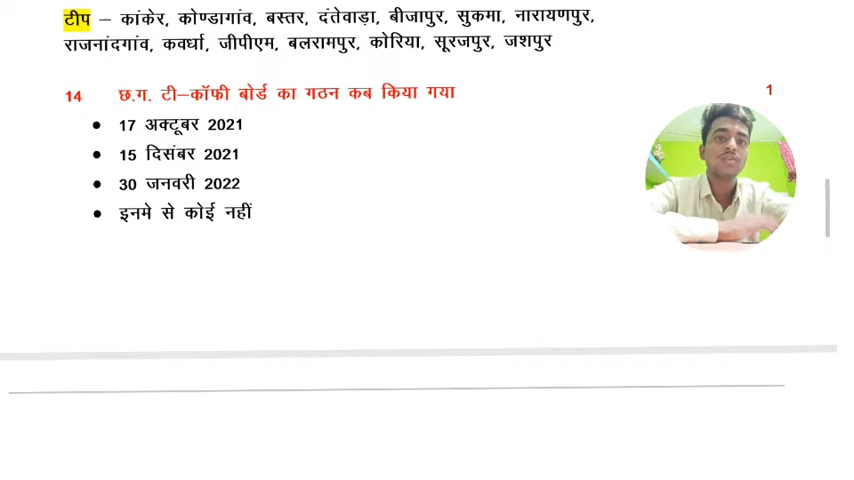 टीप – कांकेर, कोण्डागांव, बस्तर, दंतेवाड़ा, बीजापुर, सुकमा, नारायणपुर,
राजनांदगांव, कवर्धा, जीपीएम, बलरामपुर, कोरिया, सूरजपुर, जशपुर
14 छ.ग. टी–कॉफी बोर्ड का गठन कब किया गया 1
• 17 अक्टूबर 2021
• 15 दिसंबर 2021
• 30 जनवरी 2022
• इनमे से कोई नहीं